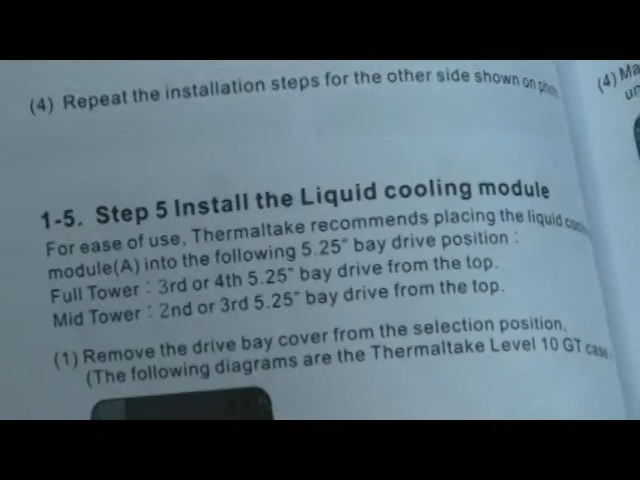 (4) Repeat the installation steps for the other side shown on
(4)
1-5. Step 5 Install the Liquid cooling module
For ease of use, Thermaltake recommends placing the liquid
module(A) into the following 5.25" bay drive position :
Full Tower : 3rd or 4th 5.25" bay drive from the top.
Mid Tower : 2nd or 3rd 5.25" bay drive from the top.
(1) Remove the drive bay cover from the selection position.
(The following diagrams are the Thermaltake Level 10 GT case